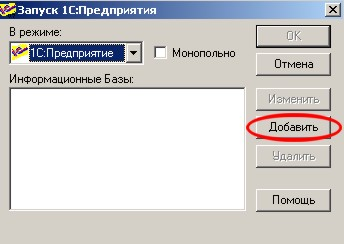 Запуск 1С:Предприятия
В режиме:
1С:Предприятие
Монопольно
Информационные Базы:
OK
Отмена
Изменить
Добавить
Удалить
Помощь